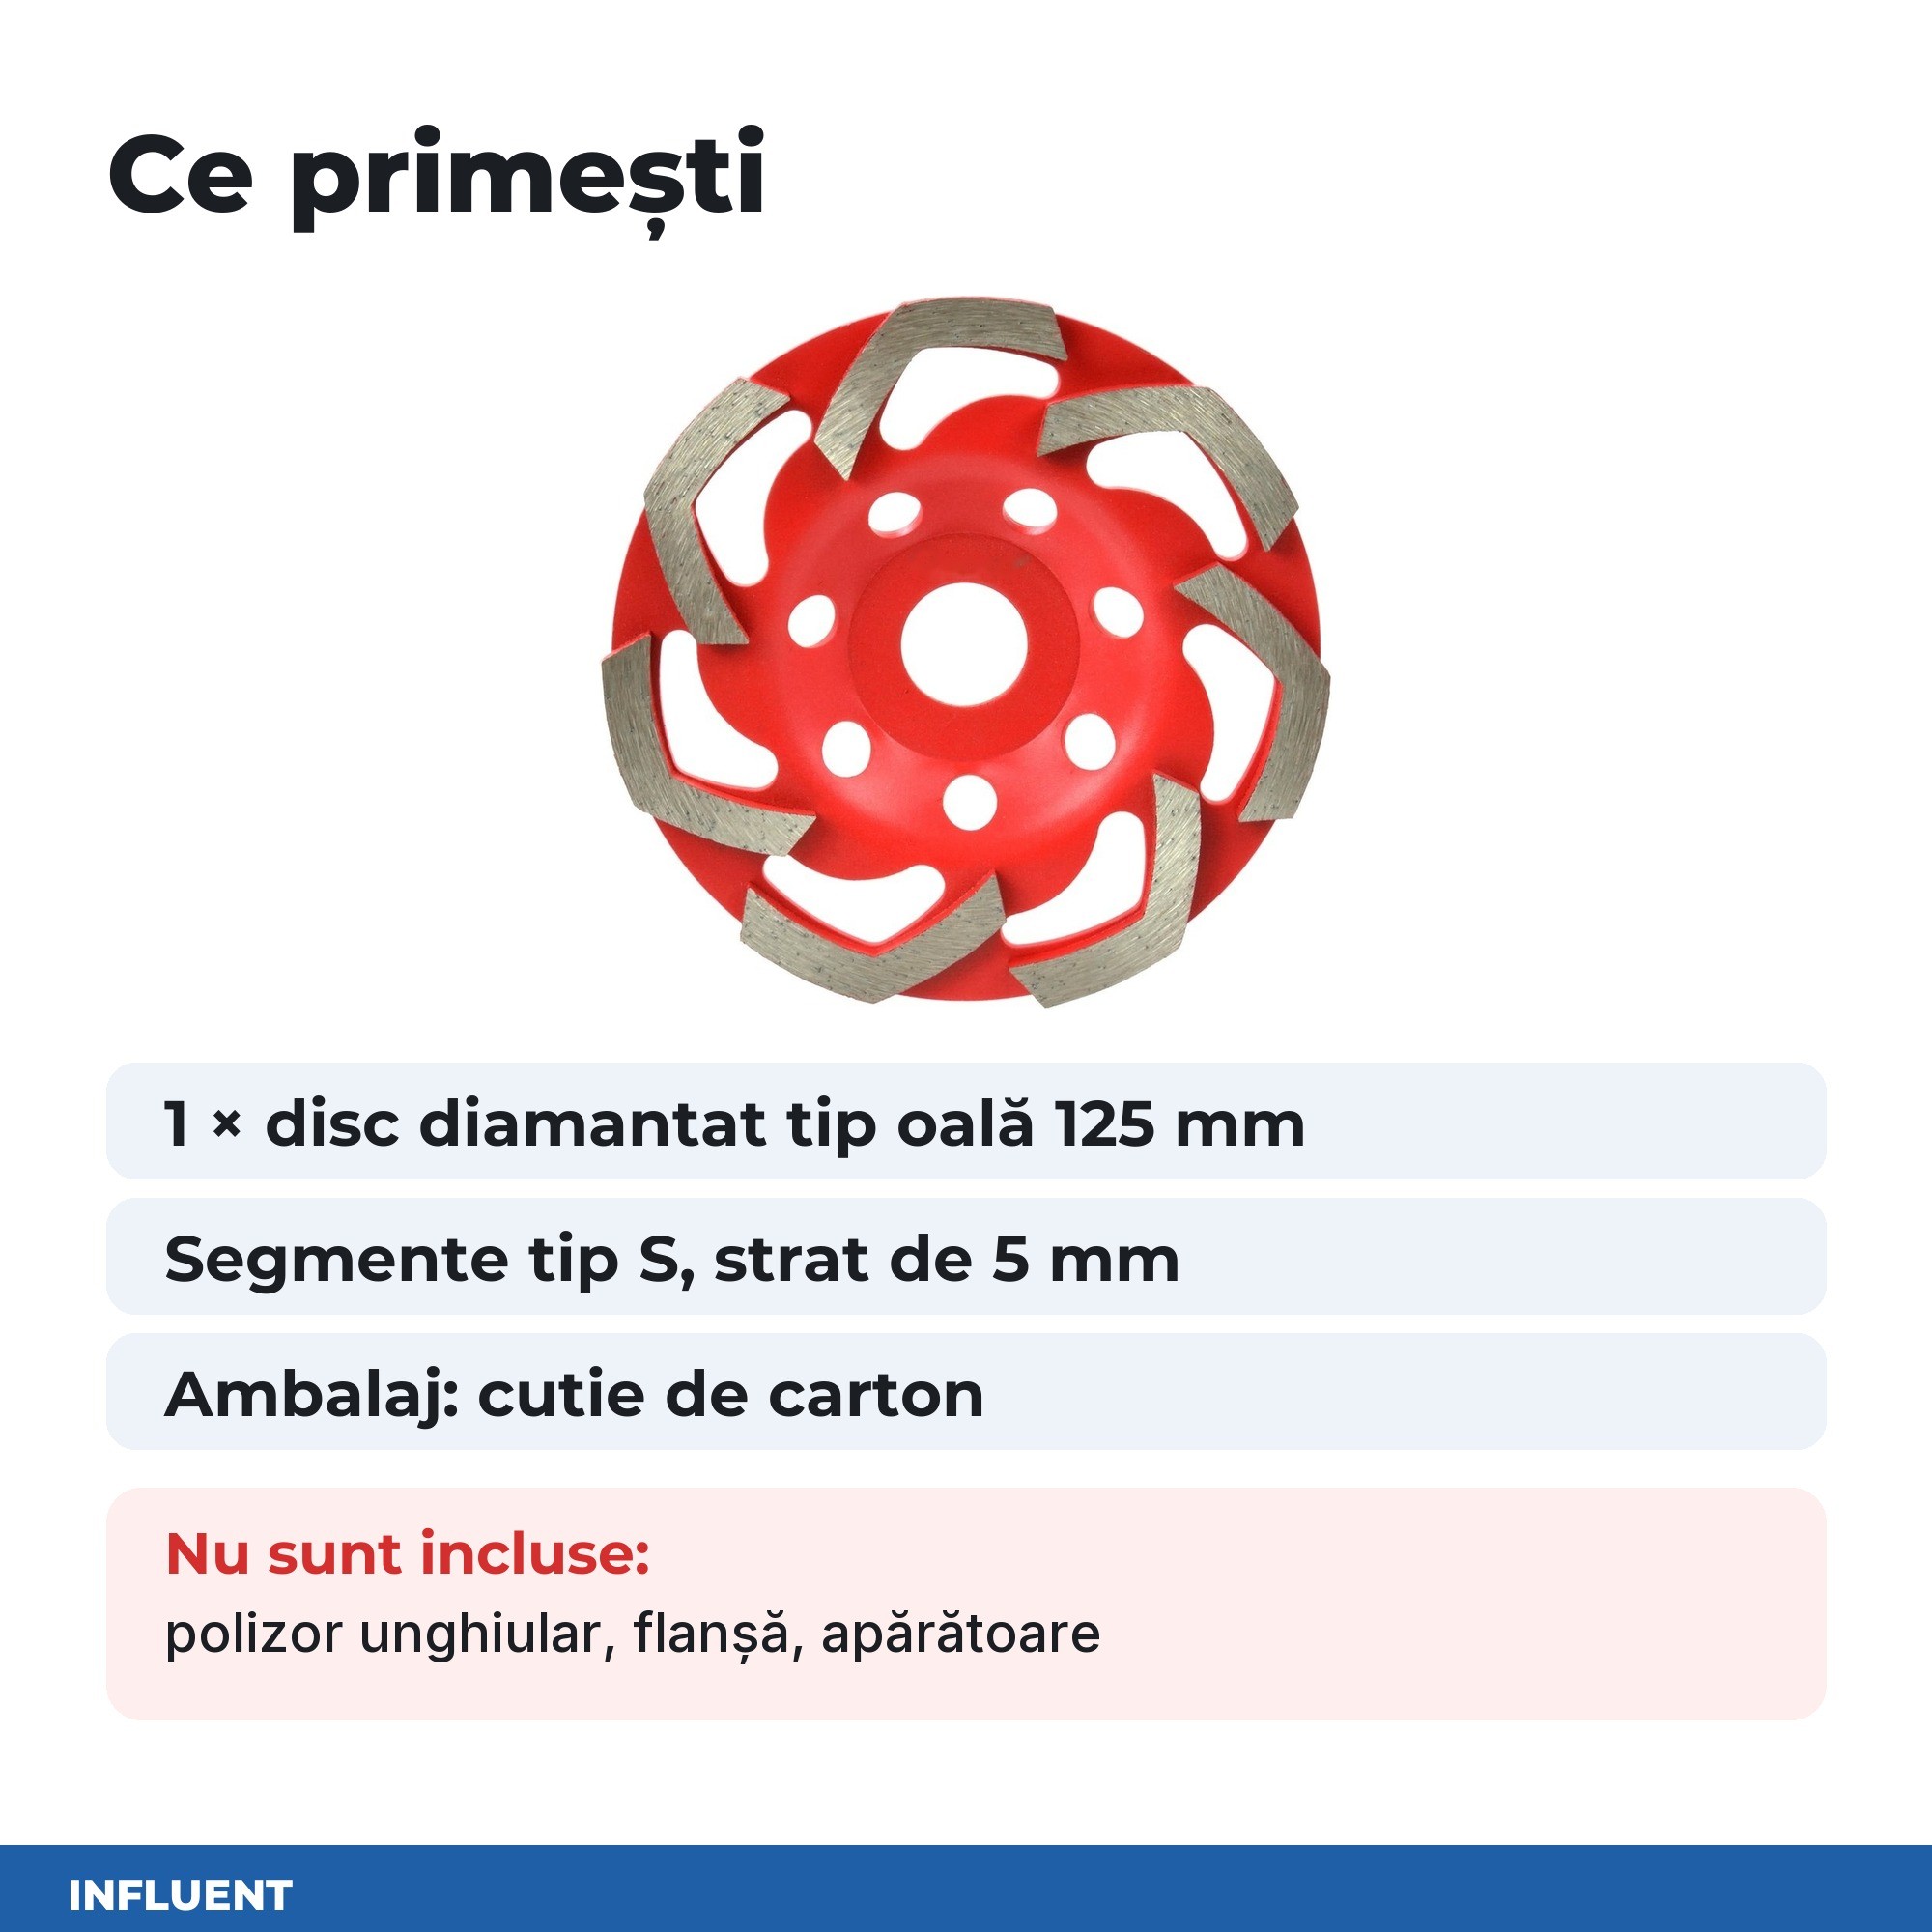 Ce primești
1 × disc diamantat tip oală 125 mm
Segmente tip S, strat de 5 mm
Ambalaj: cutie de carton
Nu sunt incluse:
polizor unghiular, flanșă, apărătoare
INFLUENT